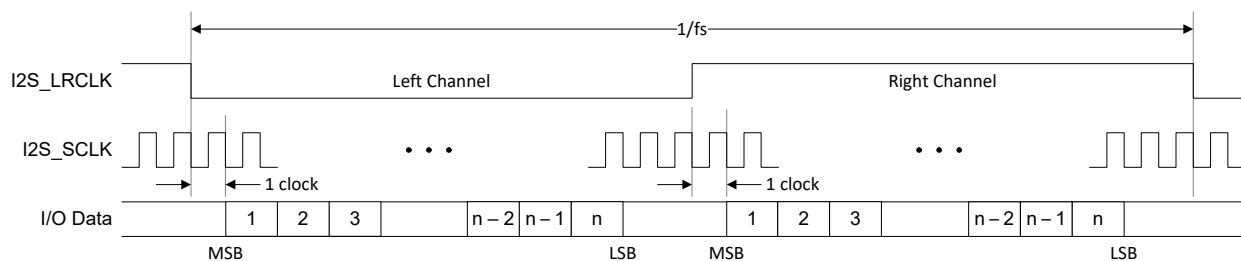 1/fs
I2S_LRCLK Left Channel Right Channel
I2S_SCLK • • • • • •
1 clock 1 clock
I/O Data 1 2 3 n – 2 n – 1 n 1 2 3 n – 2 n – 1 n
MSB LSB MSB LSB